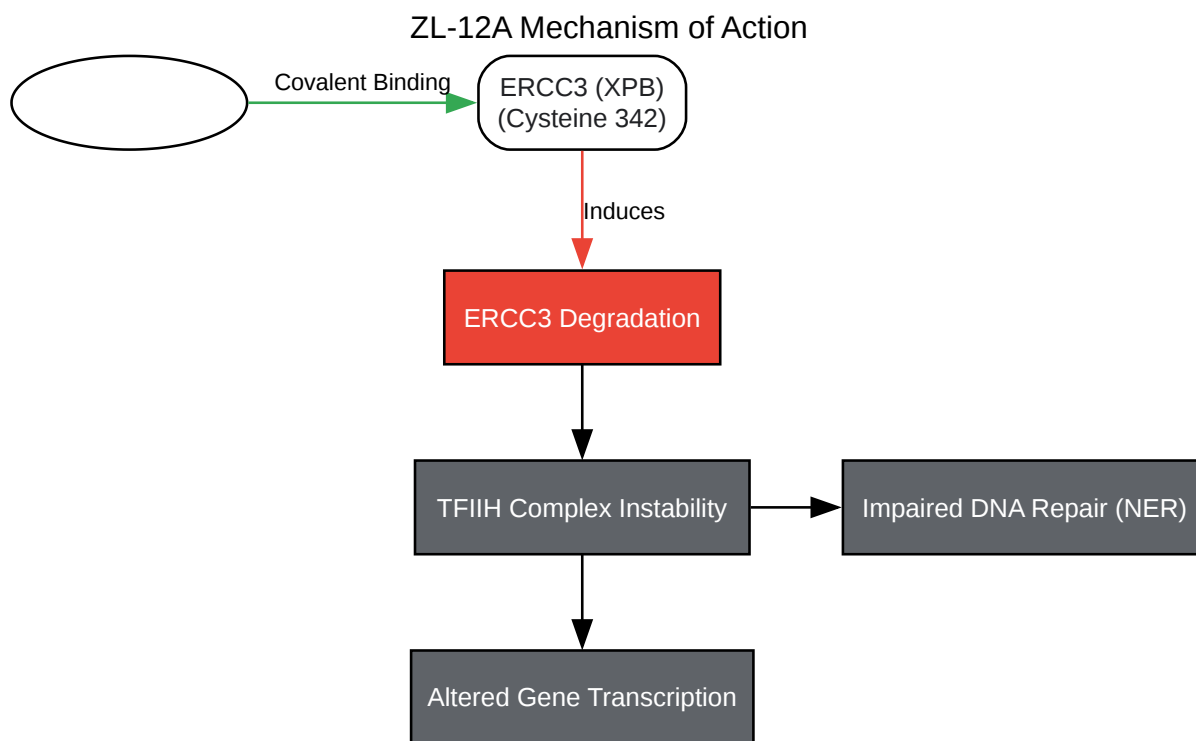 ZL-12A Mechanism of Action
Covalent Binding
ERCC3 (XPB)
(Cysteine 342)
Induces
ERCC3 Degradation
TFIIH Complex Instability
Impaired DNA Repair (NER)
Altered Gene Transcription